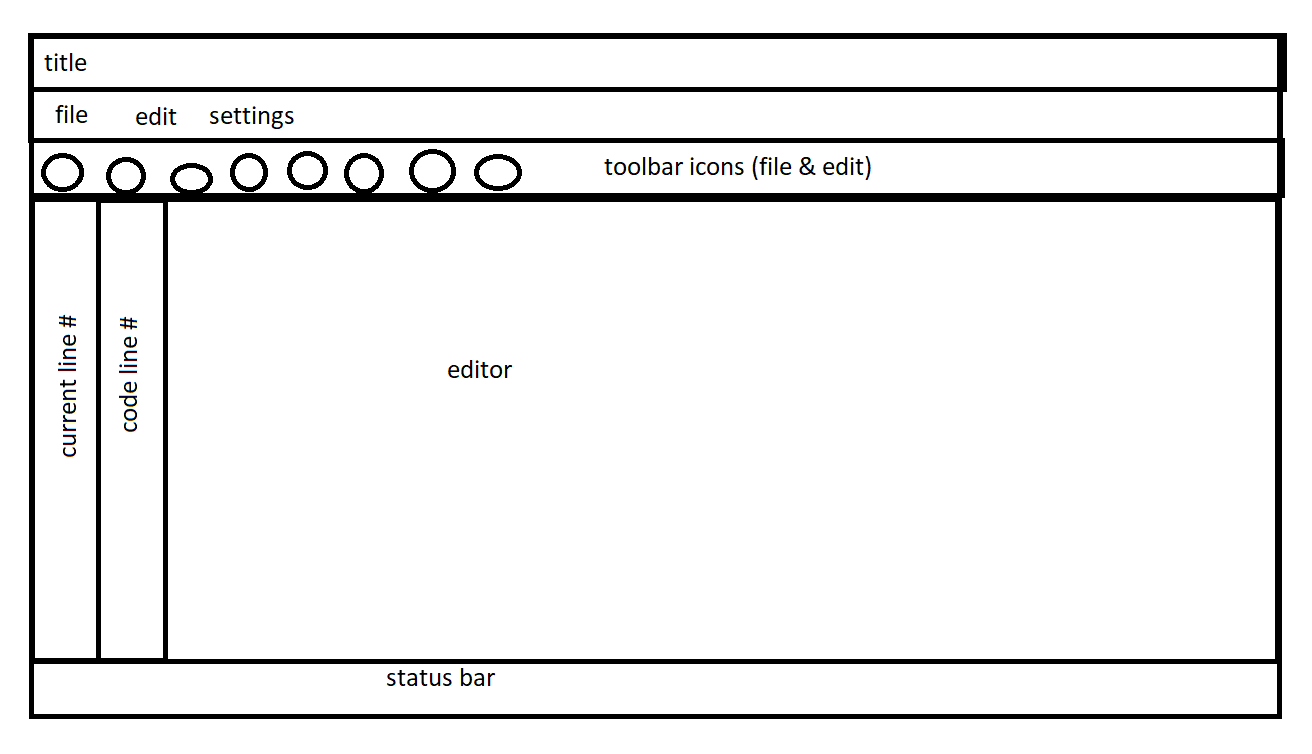 title
file edit settings
toolbar icons (file & edit)
current line #
code line #
editor
status bar